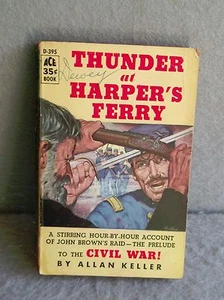 D-395
ACE
35¢
BOOK
THUNDER
at
Dewey
HARPER'S
FERRY
A STIRRING HOUR-BY-HOUR ACCOUNT
OF JOHN BROWN'S RAID—THE PRELUDE
TO THE CIVIL WAR!
BY ALLAN KELLER